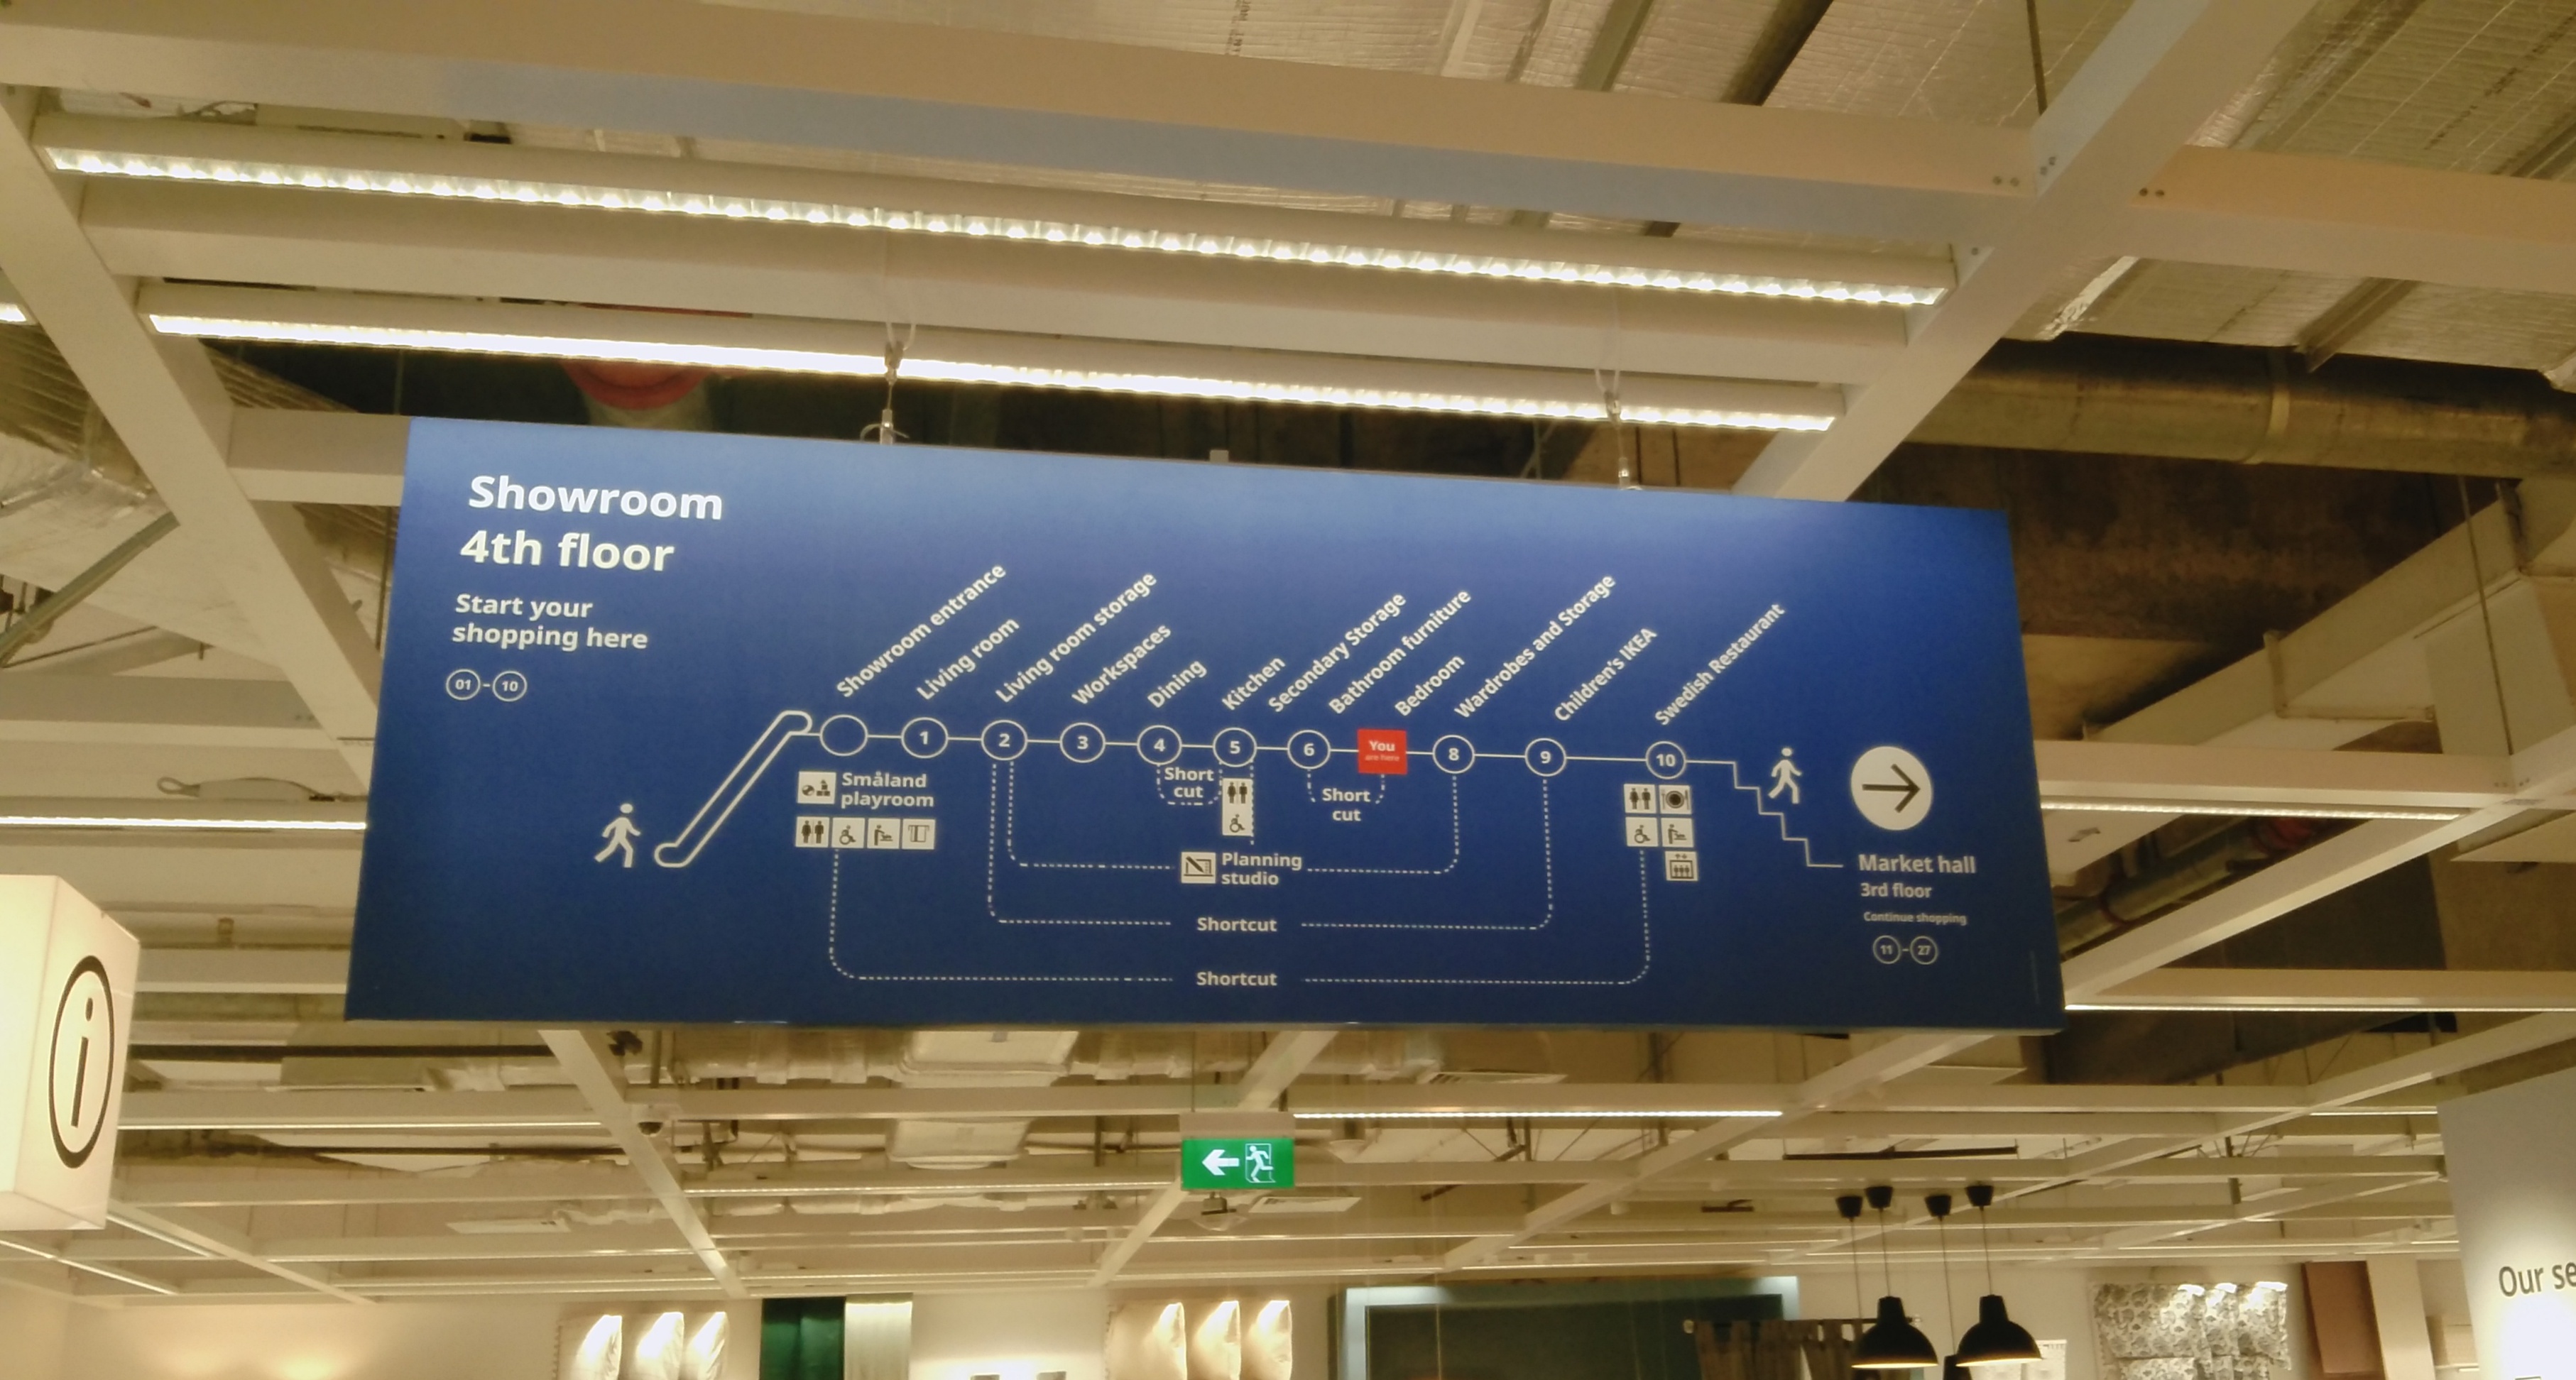 Showroom
4th floor
Start your
shopping here
01 - 10
Showroom entrance
Living room
Living room storage
Workspaces
Dining
Kitchen
Secondary Storage
Bathroom furniture
Bedroom
Wardrobes and Storage
Children's IKEA
Swedish Restaurant
1 2 3 4 5 6
You
are here
8 9 10
Småland
playroom
Short
cut
Short
cut
Planning
studio
Shortcut
Shortcut
Market hall
3rd floor
Continue shopping
11 - 27
i
Our se